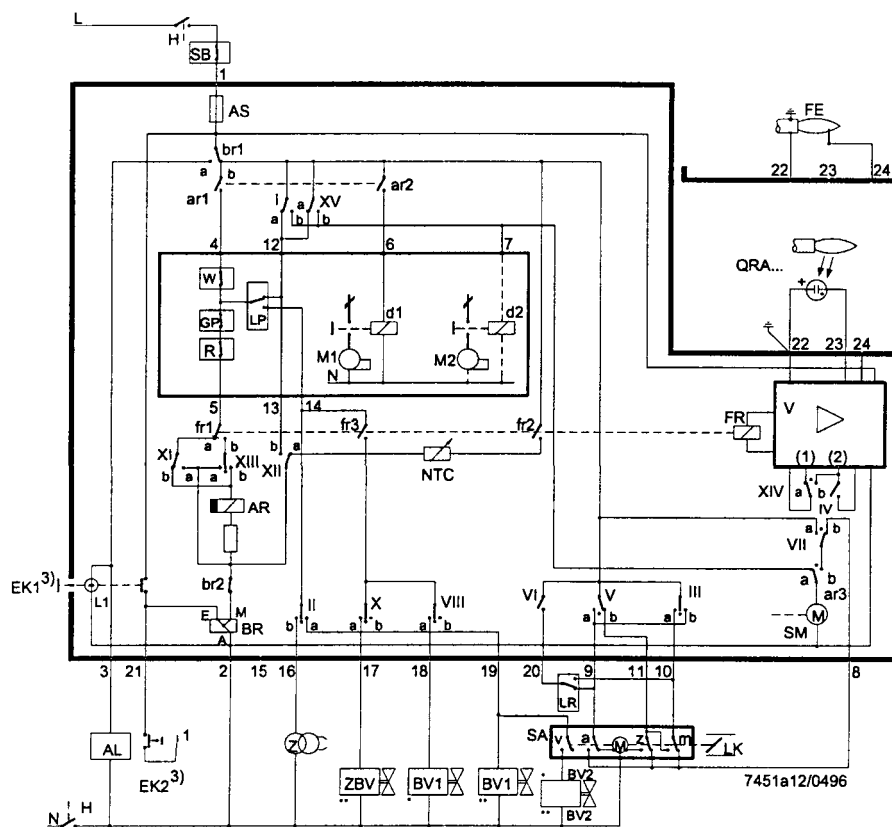 L
H
SB
1
AS
FE
br1
22 23 24
a b
ar1
ar2
I
a b
a XV
b
4 12 6 7
QRA...
+
W
LP
GP
d1
d2
R
M1
M2
N
22 23 24
V
FR
5 13 14
fr1
fr3
fr2
a b
XI
XIII
b a a b
b a
XII
NTC
(1) (2)
XIV
a b
IV
AR
a b
VII
br2
EK1 3)
L1
a b
ar3
VI
V
III
II
X
VIII
E M
BR
A
b a
a b
a b
a b
a b
M
SM
3 21 2 15 16 17 18 19 20 9 11 10 8
LR
SA
v a M z m
LK
AL
1
EK2 3)
Z
ZBV
BV1
BV1
BV2
BV2
7451a12/0496
N
H